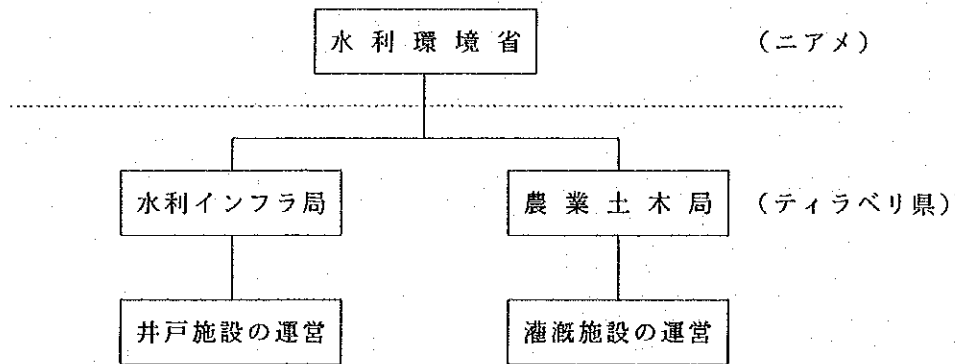 水利環境省 （ニアメ）
水利インフラ局 農業土木局 （ティラベリ県）
井戸施設の運営 灌漑施設の運営